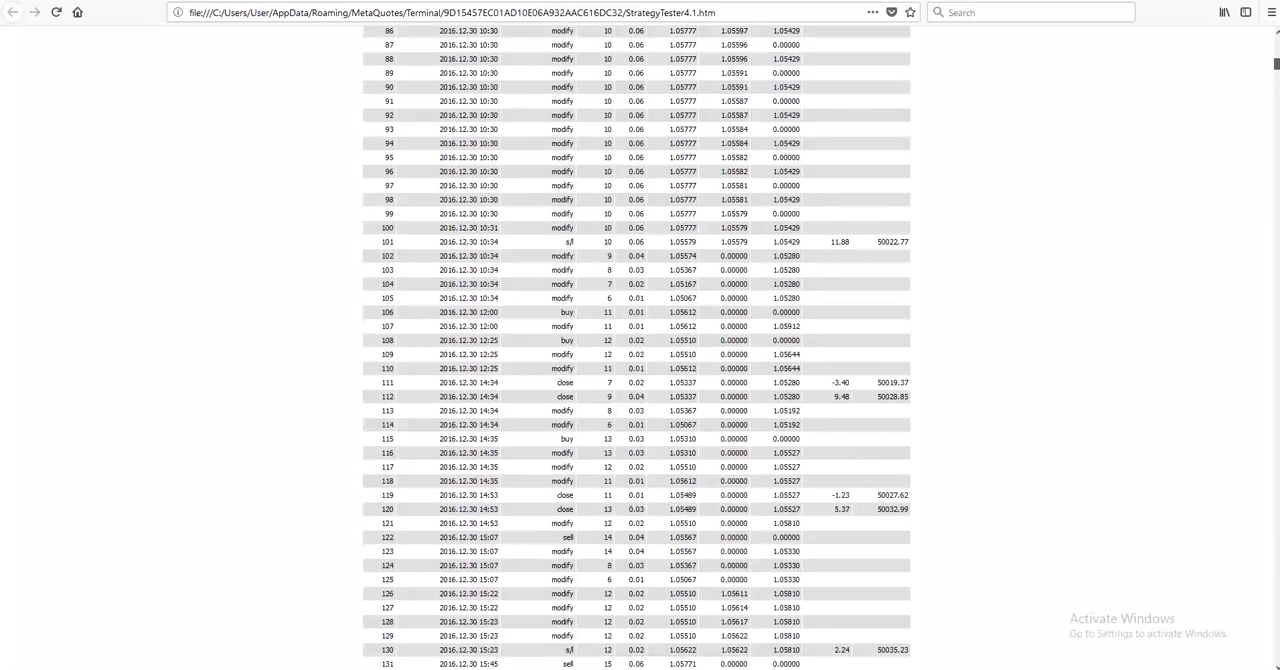 file:///C:/Users/User/AppData/Roaming/MetaQuotes/Terminal/9D15457EC01AD10E06A932AAC616DC32/StrategyTester4.1.htm
Search
86 2016.12.30 10:30 modify 10 0.06 1.05777 1.05597 1.05429
87 2016.12.30 10:30 modify 10 0.06 1.05777 1.05596 0.00000
88 2016.12.30 10:30 modify 10 0.06 1.05777 1.05596 1.05429
89 2016.12.30 10:30 modify 10 0.06 1.05777 1.05591 0.00000
90 2016.12.30 10:30 modify 10 0.06 1.05777 1.05591 1.05429
91 2016.12.30 10:30 modify 10 0.06 1.05777 1.05587 0.00000
92 2016.12.30 10:30 modify 10 0.06 1.05777 1.05587 1.05429
93 2016.12.30 10:30 modify 10 0.06 1.05777 1.05584 0.00000
94 2016.12.30 10:30 modify 10 0.06 1.05777 1.05584 1.05429
95 2016.12.30 10:30 modify 10 0.06 1.05777 1.05582 0.00000
96 2016.12.30 10:30 modify 10 0.06 1.05777 1.05582 1.05429
97 2016.12.30 10:30 modify 10 0.06 1.05777 1.05581 0.00000
98 2016.12.30 10:30 modify 10 0.06 1.05777 1.05581 1.05429
99 2016.12.30 10:30 modify 10 0.06 1.05777 1.05579 0.00000
100 2016.12.30 10:31 modify 10 0.06 1.05777 1.05579 1.05429
101 2016.12.30 10:34 s/l 10 0.06 1.05579 1.05579 1.05429 11.88 50022.77
102 2016.12.30 10:34 modify 9 0.04 1.05574 0.00000 1.05280
103 2016.12.30 10:34 modify 8 0.03 1.05367 0.00000 1.05280
104 2016.12.30 10:34 modify 7 0.02 1.05167 0.00000 1.05280
105 2016.12.30 10:34 modify 6 0.01 1.05067 0.00000 1.05280
106 2016.12.30 12:00 buy 11 0.01 1.05612 0.00000 0.00000
107 2016.12.30 12:00 modify 11 0.01 1.05612 0.00000 1.05912
108 2016.12.30 12:25 buy 12 0.02 1.05510 0.00000 0.00000
109 2016.12.30 12:25 modify 12 0.02 1.05510 0.00000 1.05644
110 2016.12.30 12:25 modify 11 0.01 1.05612 0.00000 1.05644
111 2016.12.30 14:34 close 7 0.02 1.05337 0.00000 1.05280 -3.40 50019.37
112 2016.12.30 14:34 close 9 0.04 1.05337 0.00000 1.05280 9.48 50028.85
113 2016.12.30 14:34 modify 8 0.03 1.05367 0.00000 1.05192
114 2016.12.30 14:34 modify 6 0.01 1.05067 0.00000 1.05192
115 2016.12.30 14:35 buy 13 0.03 1.05310 0.00000 0.00000
116 2016.12.30 14:35 modify 13 0.03 1.05310 0.00000 1.05527
117 2016.12.30 14:35 modify 12 0.02 1.05510 0.00000 1.05527
118 2016.12.30 14:35 modify 11 0.01 1.05612 0.00000 1.05527
119 2016.12.30 14:53 close 11 0.01 1.05489 0.00000 1.05527 -1.23 50027.62
120 2016.12.30 14:53 close 13 0.03 1.05489 0.00000 1.05527 5.37 50032.99
121 2016.12.30 14:53 modify 12 0.02 1.05510 0.00000 1.05810
122 2016.12.30 15:07 sell 14 0.04 1.05567 0.00000 0.00000
123 2016.12.30 15:07 modify 14 0.04 1.05567 0.00000 1.05330
124 2016.12.30 15:07 modify 8 0.03 1.05367 0.00000 1.05330
125 2016.12.30 15:07 modify 6 0.01 1.05067 0.00000 1.05330
126 2016.12.30 15:22 modify 12 0.02 1.05510 1.05611 1.05810
127 2016.12.30 15:22 modify 12 0.02 1.05510 1.05614 1.05810
128 2016.12.30 15:23 modify 12 0.02 1.05510 1.05617 1.05810
129 2016.12.30 15:23 modify 12 0.02 1.05510 1.05622 1.05810
130 2016.12.30 15:23 s/l 12 0.02 1.05622 1.05622 1.05810 2.24 50035.23
131 2016.12.30 15:45 sell 15 0.06 1.05771 0.00000 0.00000
Activate Windows
Go to Settings to activate Windows.